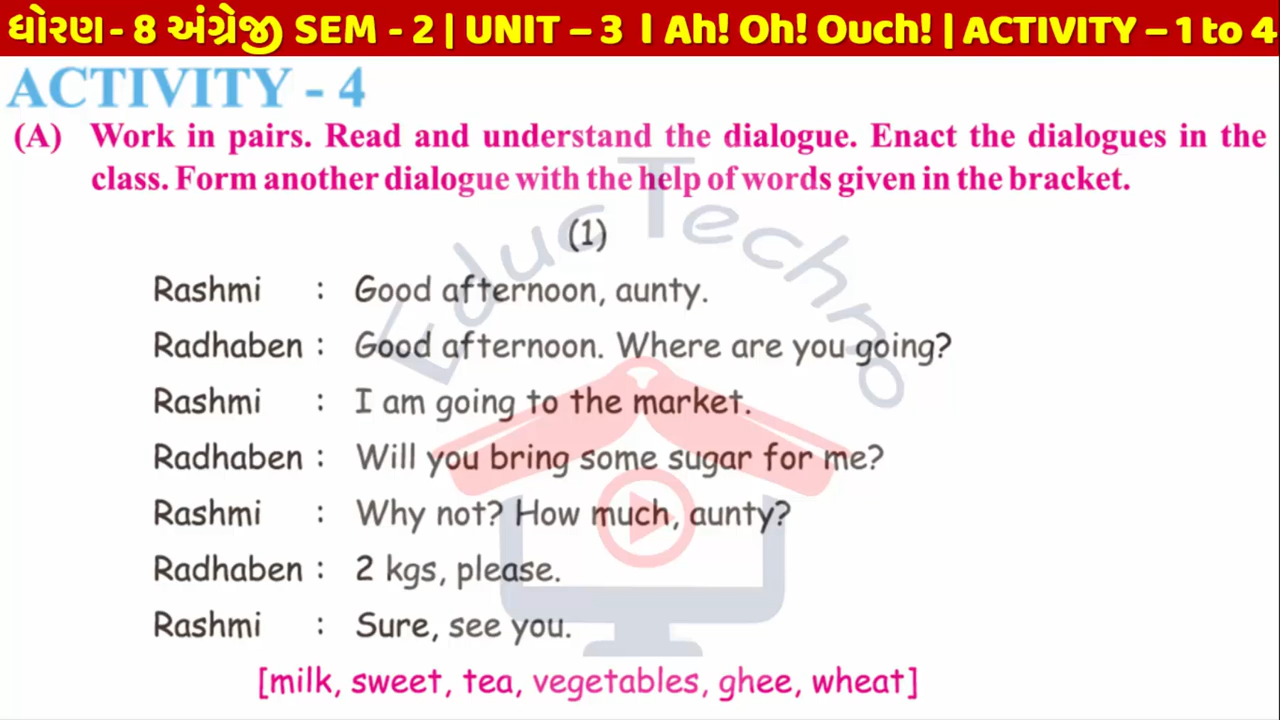 ધોરણ - 8 અંગ્રેજી SEM - 2 | UNIT – 3 l Ah! Oh! Ouch! | ACTIVITY – 1 to 4
ACTIVITY - 4
(A) Work in pairs. Read and understand the dialogue. Enact the dialogues in the
class. Form another dialogue with the help of words given in the bracket.
(1)
Rashmi : Good afternoon, aunty.
Radhaben : Good afternoon. Where are you going?
Rashmi : I am going to the market.
Radhaben : Will you bring some sugar for me?
Rashmi : Why not? How much, aunty?
Radhaben : 2 kgs, please.
Rashmi : Sure, see you.
[milk, sweet, tea, vegetables, ghee, wheat]
Educ Techno